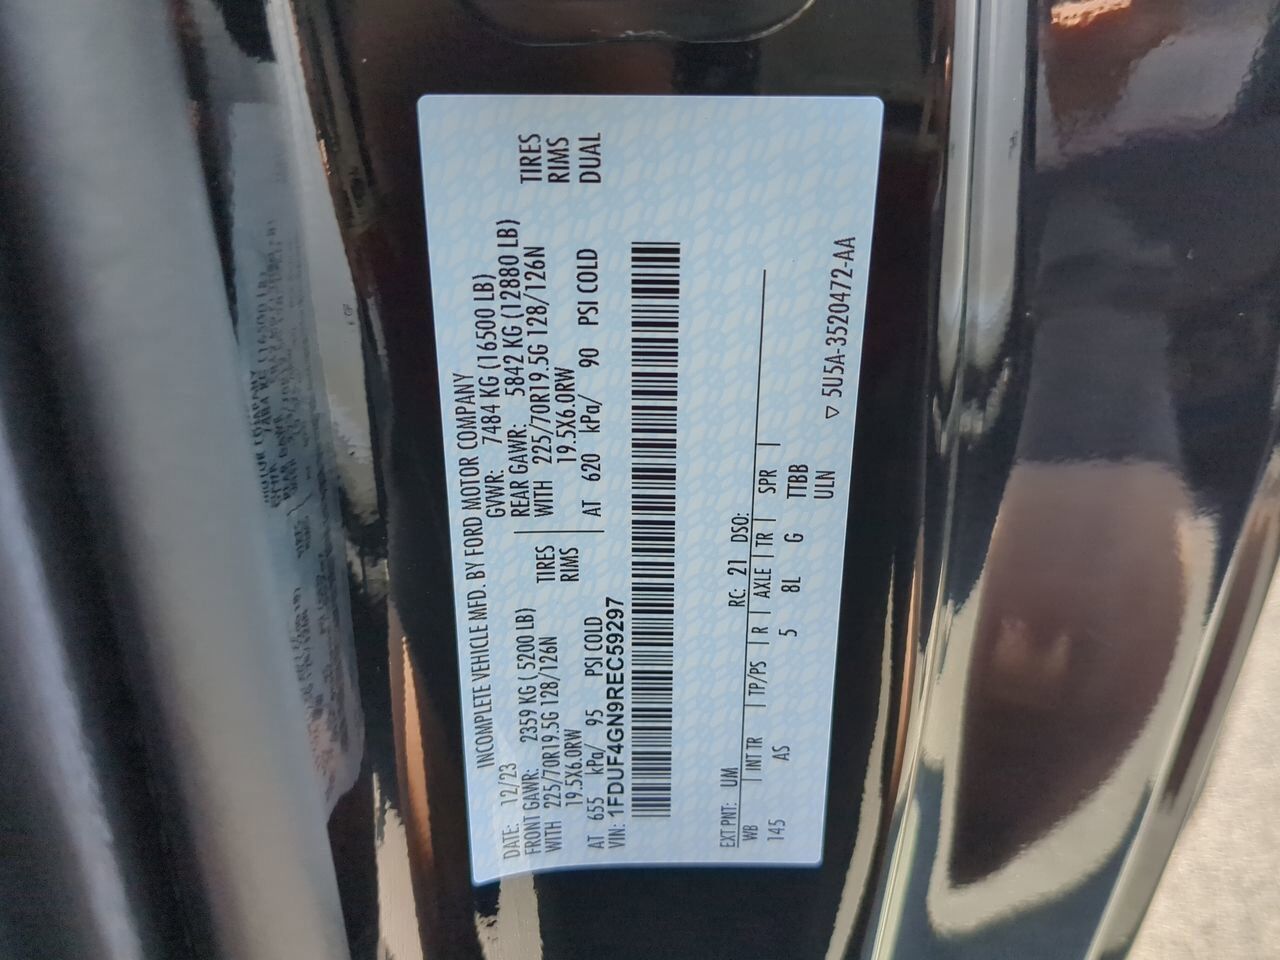 INCOMPLETE VEHICLE MFD. BY FORD MOTOR COMPANY
DATE: 12/23 GVWR: 7484 KG (16500 LB)
FRONT GAWR: 2359 KG (5200 LB) REAR GAWR: 5842 KG (12880 LB)
WITH 225/70R19.5G 128/126N TIRES WITH 225/70R19.5G 128/126N TIRES
19.5X6.0RW RIMS 19.5X6.0RW RIMS
AT 655 kPa/ 95 PSI COLD AT 620 kPa/ 90 PSI COLD DUAL
VIN: 1FDUF4GN9REC59297
EXT PNT: UM RC: 21 DSO:
WB | INT TR | TP/PS | R | AXLE | TR | SPR |
145 AS 5 8L G TTBB
ULN
▽ 5U5A-3520472-AA